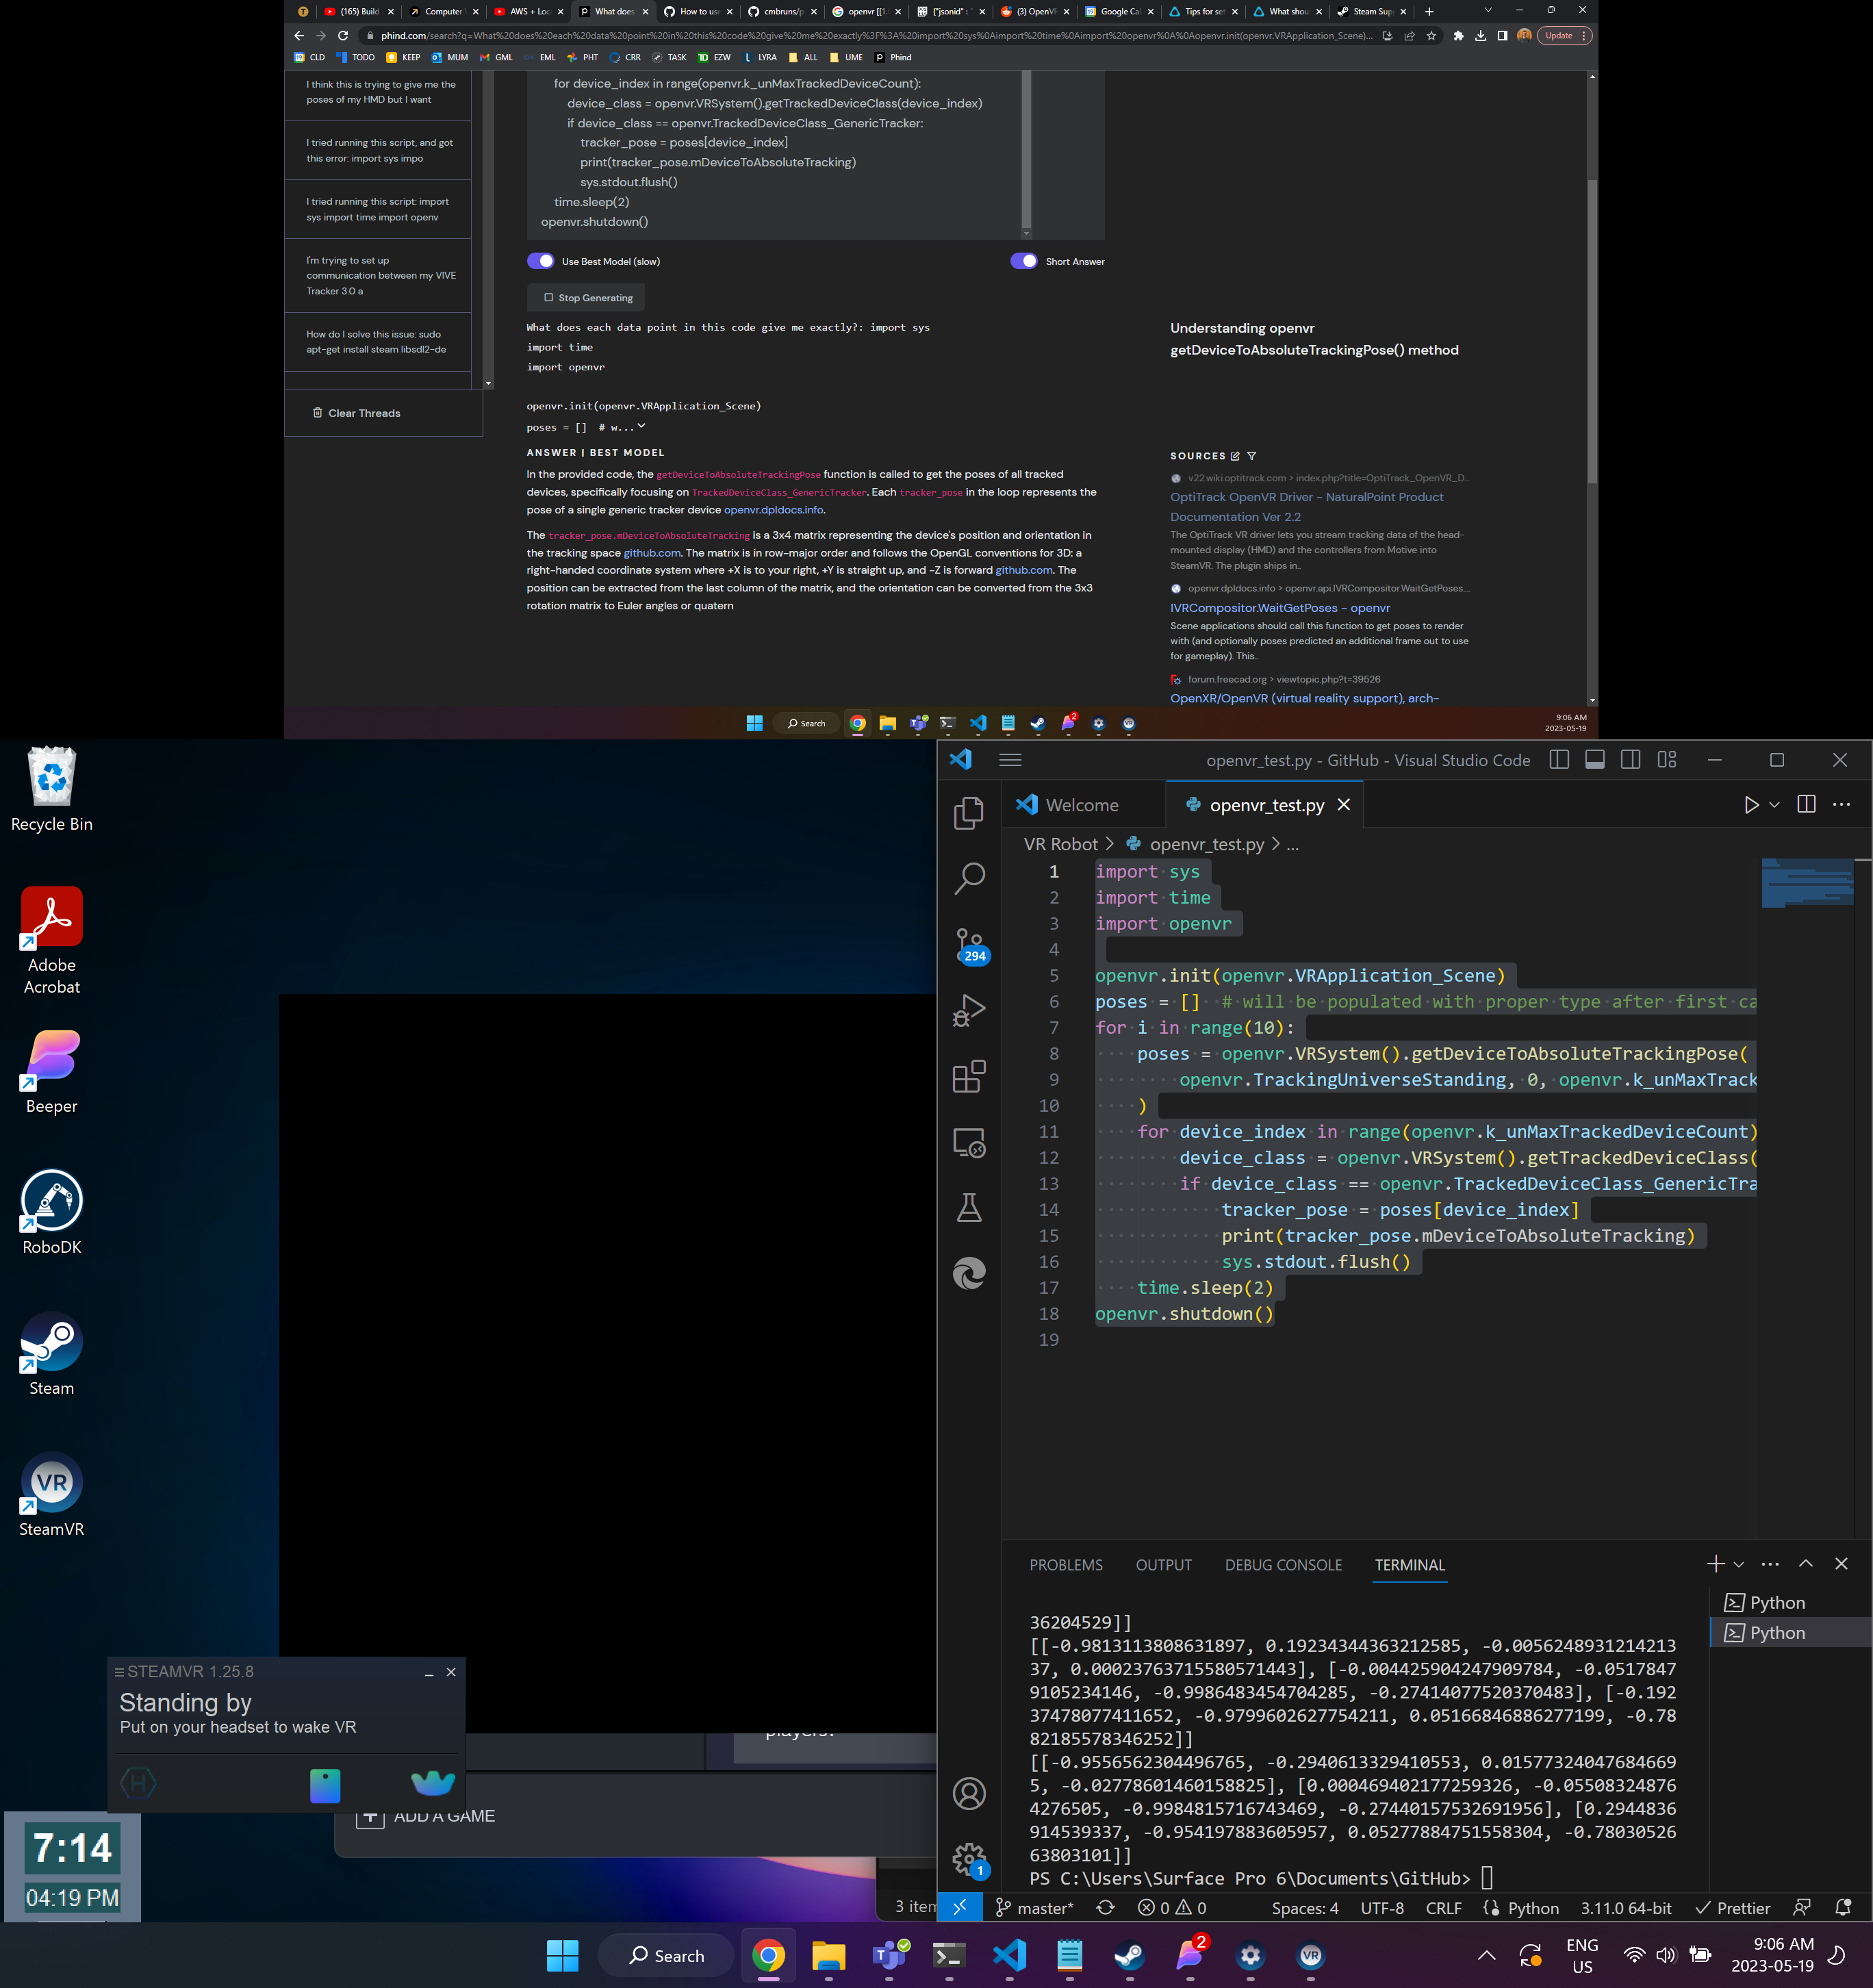 (165) Build
Computer
AWS + Loc
What does
How to use
cmbruns/p
openvr [[1.
{"jsonid" : "
(3) OpenVR
Google Cal
Tips for set
What shou
Steam Sup
phind.com/search?q=What%20does%20each%20data%20point%20in%20this%20code%20give%20me%20exactly%3F%3A%20import%20sys%0Aimport%20time%0Aimport%20openvr%0A%0Aopenvr.init(openvr.VRApplication_Scene)...
Update
CLD TODO KEEP MUM GML EML PHT CRR TASK EZW LYRA ALL UME Phind
I think this is trying to give me the
poses of my HMD but I want
I tried running this script, and got
this error: import sys impo
I tried running this script: import
sys import time import openv
I'm trying to set up
communication between my VIVE
Tracker 3.0 a
How do I solve this issue: sudo
apt-get install steam libsdl2-de
Clear Threads
for device_index in range(openvr.k_unMaxTrackedDeviceCount):
device_class = openvr.VRSystem().getTrackedDeviceClass(device_index)
if device_class == openvr.TrackedDeviceClass_GenericTracker:
tracker_pose = poses[device_index]
print(tracker_pose.mDeviceToAbsoluteTracking)
sys.stdout.flush()
time.sleep(2)
openvr.shutdown()
Use Best Model (slow)
Short Answer
Stop Generating
What does each data point in this code give me exactly?: import sys
import time
import openvr
openvr.init(openvr.VRApplication_Scene)
poses = [] # w...
ANSWER | BEST MODEL
In the provided code, the getDeviceToAbsoluteTrackingPose function is called to get the poses of all tracked
devices, specifically focusing on TrackedDeviceClass_GenericTracker. Each tracker_pose in the loop represents the
pose of a single generic tracker device openvr.dpldocs.info.
The tracker_pose.mDeviceToAbsoluteTracking is a 3x4 matrix representing the device's position and orientation in
the tracking space github.com. The matrix is in row-major order and follows the OpenGL conventions for 3D: a
right-handed coordinate system where +X is to your right, +Y is straight up, and -Z is forward github.com. The
position can be extracted from the last column of the matrix, and the orientation can be converted from the 3x3
rotation matrix to Euler angles or quatern
Understanding openvr
getDeviceToAbsoluteTrackingPose() method
SOURCES
v22.wiki.optitrack.com > index.php?title=OptiTrack_OpenVR_D...
OptiTrack OpenVR Driver - NaturalPoint Product
Documentation Ver 2.2
The OptiTrack VR driver lets you stream tracking data of the head-
mounted display (HMD) and the controllers from Motive into
SteamVR. The plugin ships in..
openvr.dpldocs.info > openvr.api.IVRCompositor.WaitGetPoses....
IVRCompositor.WaitGetPoses - openvr
Scene applications should call this function to get poses to render
with (and optionally poses predicted an additional frame out to use
for gameplay). This..
forum.freecad.org > viewtopic.php?t=39526
OpenXR/OpenVR (virtual reality support), arch-
Search
2
9:06 AM
2023-05-19
Recycle Bin
Adobe
Acrobat
Beeper
RoboDK
Steam
VR
SteamVR
openvr_test.py - GitHub - Visual Studio Code
Welcome
openvr_test.py
VR Robot > openvr_test.py > ...
294
1 import sys
2 import time
3 import openvr
4
5 openvr.init(openvr.VRApplication_Scene)
6 poses = [] # will be populated with proper type after first ca
7 for i in range(10):
8 poses = openvr.VRSystem().getDeviceToAbsoluteTrackingPose(
9 openvr.TrackingUniverseStanding, 0, openvr.k_unMaxTrack
10 )
11 for device_index in range(openvr.k_unMaxTrackedDeviceCount)
12 device_class = openvr.VRSystem().getTrackedDeviceClass(
13 if device_class == openvr.TrackedDeviceClass_GenericTra
14 tracker_pose = poses[device_index]
15 print(tracker_pose.mDeviceToAbsoluteTracking)
16 sys.stdout.flush()
17 time.sleep(2)
18 openvr.shutdown()
19
PROBLEMS OUTPUT DEBUG CONSOLE TERMINAL
Python
Python
36204529]]
[[-0.9813113808631897, 0.19234344363212585, -0.0056248931214213
37, 0.00023763715580571443], [-0.004425904247909784, -0.0517847
9105234146, -0.9986483454704285, -0.27414077520370483], [-0.192
37478077411652, -0.9799602627754211, 0.05166846886277199, -0.78
82185578346252]]
[[-0.9556562304496765, -0.2940613329410553, 0.01577324047684669
5, -0.02778601460158825], [0.000469402177259326, -0.05508324876
4276505, -0.9984815716743469, -0.27440157532691956], [0.2944836
914539337, -0.954197883605957, 0.05277884751558304, -0.78030526
63803101]]
PS C:\Users\Surface Pro 6\Documents\GitHub>
1
master* 0 0 Spaces: 4 UTF-8 CRLF Python 3.11.0 64-bit Prettier
STEAMVR 1.25.8
Standing by
Put on your headset to wake VR
ADD A GAME
7:14
04:19 PM
3 item
Search
2
VR
ENG
US
9:06 AM
2023-05-19